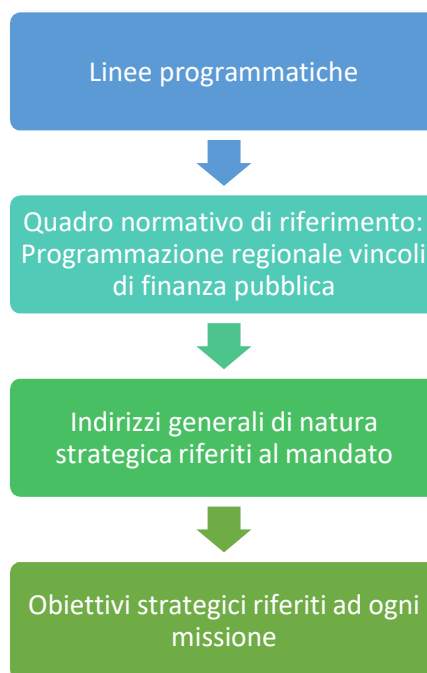 Linee programmatiche
Quadro normativo di riferimento:
Programmazione regionale vincoli
di finanza pubblica
Indirizzi generali di natura
strategica riferiti al mandato
Obiettivi strategici riferiti ad ogni
missione